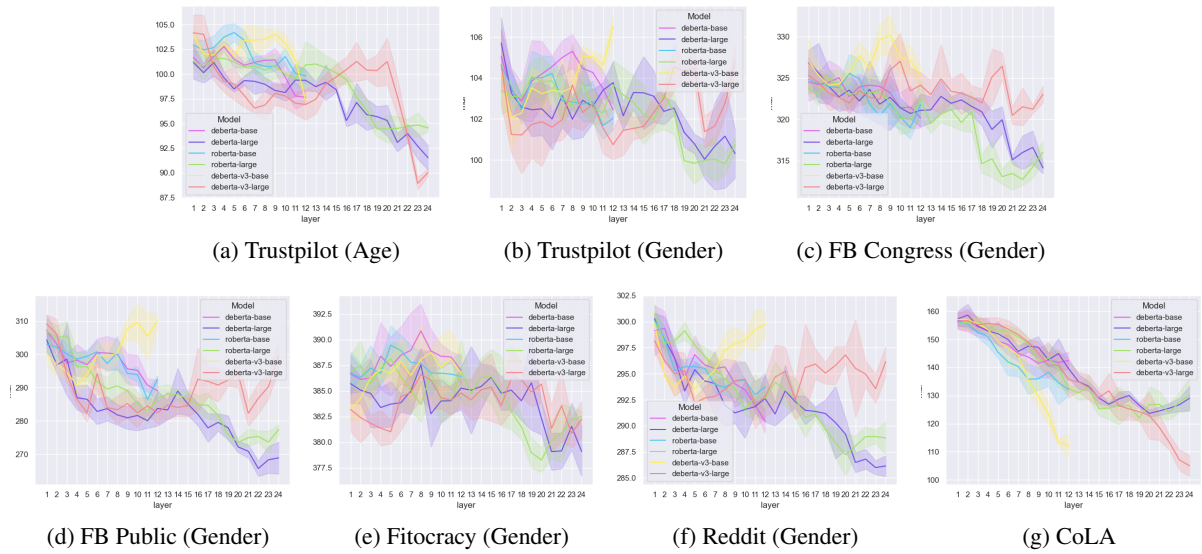 105.0
102.5
100.0
97.5
95.0
92.5
90.0
87.5
Model
deberta-base
deberta-large
roberta-base
roberta-large
deberta-v3-base
deberta-v3-large
1 2 3 4 5 6 7 8 9 10 11 12 13 14 15 16 17 18 19 20 21 22 23 24
layer
(a) Trustpilot (Age)
106
104
102
100
Model
deberta-base
deberta-large
roberta-base
roberta-large
deberta-v3-base
deberta-v3-large
1 2 3 4 5 6 7 8 9 10 11 12 13 14 15 16 17 18 19 20 21 22 23 24
layer
(b) Trustpilot (Gender)
330
325
320
315
Model
deberta-base
deberta-large
roberta-base
roberta-large
deberta-v3-base
deberta-v3-large
1 2 3 4 5 6 7 8 9 10 11 12 13 14 15 16 17 18 19 20 21 22 23 24
layer
(c) FB Congress (Gender)
310
300
290
280
270
Model
deberta-base
deberta-large
roberta-base
roberta-large
deberta-v3-base
deberta-v3-large
1 2 3 4 5 6 7 8 9 10 11 12 13 14 15 16 17 18 19 20 21 22 23 24
layer
(d) FB Public (Gender)
392.5
390.0
387.5
385.0
382.5
380.0
377.5
Model
deberta-base
deberta-large
roberta-base
roberta-large
deberta-v3-base
deberta-v3-large
1 2 3 4 5 6 7 8 9 10 11 12 13 14 15 16 17 18 19 20 21 22 23 24
layer
(e) Fitocracy (Gender)
302.5
300.0
297.5
295.0
292.5
290.0
287.5
285.0
Model
deberta-base
deberta-large
roberta-base
roberta-large
deberta-v3-base
deberta-v3-large
1 2 3 4 5 6 7 8 9 10 11 12 13 14 15 16 17 18 19 20 21 22 23 24
layer
(f) Reddit (Gender)
160
150
140
130
120
110
100
Model
deberta-base
deberta-large
roberta-base
roberta-large
deberta-v3-base
deberta-v3-large
1 2 3 4 5 6 7 8 9 10 11 12 13 14 15 16 17 18 19 20 21 22 23 24
layer
(g) CoLA